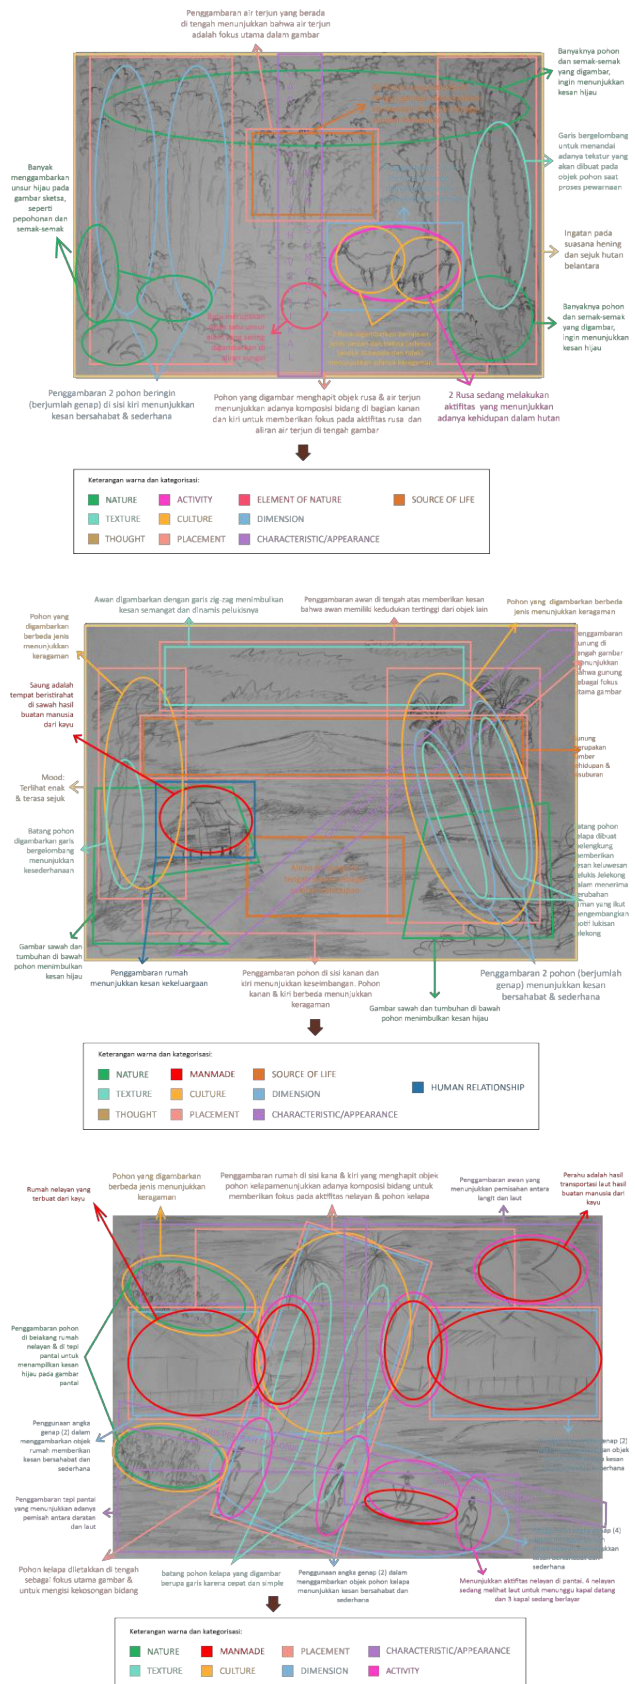 Penggambaran air terjun yang berada
di tengah menunjukkan bahwa air terjun
adalah fokus utama dalam gambar
Banyaknya pohon
dan semak-semak
yang digambar,
ingin menunjukkan
kesan hijau
Garis bergelombang
untuk menandai
adanya tekstur yang
akan dibuat pada
objek pohon saat
proses pewarnaan
Banyak
menggambarkan
unsur hijau pada
gambar sketsa,
seperti
pepohonan dan
semak-semak
Ingatan pada
suasana hening
dan sejuk hutan
belantara
Banyaknya pohon
dan semak-semak
yang digambar,
ingin menunjukkan
kesan hijau
Penggambaran 2 pohon beringin
(berjumlah genap) di sisi kiri menunjukkan
kesan bersahabat & sederhana
Pohon yang digambar menghapit objek rusa & air terjun
menunjukkan adanya komposisi bidang di bagian kanan
dan kiri untuk memberikan fokus pada aktifitas rusa dan
aliran air terjun di tengah gambar
2 Rusa sedang melakukan
aktifitas yang menunjukkan
adanya kehidupan dalam hutan
Keterangan warna dan kategorisasi:
NATURE ACTIVITY ELEMENT OF NATURE SOURCE OF LIFE
TEXTURE CULTURE DIMENSION
THOUGHT PLACEMENT CHARACTERISTIC/APPEARANCE
Awan digambarkan dengan garis zig-zag menimbulkan
kesan semangat dan dinamis pelukisnya
Penggambaran awan di tengah atas memberikan kesan
bahwa awan memiliki kedudukan tertinggi dari objek lain
Pohon yang digambarkan berbeda
jenis menunjukkan keragaman
Pohon yang
digambarkan
berbeda jenis
menunjukkan
keragaman
Saung adalah
tempat beristirahat
di sawah hasil
buatan manusia
dari kayu
Mood:
Terlihat enak
& terasa sejuk
Batang pohon
digambarkan garis
bergelombang
menunjukkan
kesederhanaan
Gambar sawah dan
tumbuhan di bawah
pohon menimbulkan
kesan hijau
Penggambaran rumah
menunjukkan kesan kekeluargaan
Penggambaran pohon di sisi kanan dan
kiri menunjukkan keseimbangan. Pohon
kanan & kiri berbeda menunjukkan
keragaman
Penggambaran 2 pohon (berjumlah
genap) menunjukkan kesan
bersahabat & sederhana
Gambar sawah dan tumbuhan di bawah
pohon menimbulkan kesan hijau
Keterangan warna dan kategorisasi:
NATURE MANMADE SOURCE OF LIFE
TEXTURE CULTURE DIMENSION HUMAN RELATIONSHIP
THOUGHT PLACEMENT CHARACTERISTIC/APPEARANCE
Rumah nelayan yang
terbuat dari kayu
Pohon yang digambarkan
berbeda jenis menunjukkan
keragaman
Penggambaran rumah di sisi kana & kiri yang menghapit objek
pohon kelapamenunjukkan adanya komposisi bidang untuk
memberikan fokus pada aktifitas nelayan & pohon kelapa
Penggambaran awan yang
menunjukkan pemisahan antara
langit dan laut
Perahu adalah hasil
transportasi laut hasil
buatan manusia dari
kayu
Penggambaran pohon
di belakang rumah
nelayan & di tepi
pantai untuk
menampilkan kesan
hijau pada gambar
pantai
Penggunaan angka
genap (2) dalam
menggambarkan objek
rumah memberikan
kesan bersahabat dan
sederhana
Penggambaran tepi pantai
yang menunjukkan adanya
pemisah antara daratan
dan laut
Pohon kelapa diletakkan di tengah
sebagai fokus utama gambar &
untuk mengisi kekosongan bidang
batang pohon kelapa yang digambar
berupa garis karena cepat dan simple
Penggunaan angka genap (2) dalam
menggambarkan objek pohon kelapa
menunjukkan kesan bersahabat dan
sederhana
Menunjukkan aktifitas nelayan di pantai. 4 nelayan
sedang melihat laut untuk menunggu kapal datang
dan 3 kapal sedang berlayar
Keterangan warna dan kategorisasi:
NATURE MANMADE PLACEMENT CHARACTERISTIC/APPEARANCE
TEXTURE CULTURE DIMENSION ACTIVITY